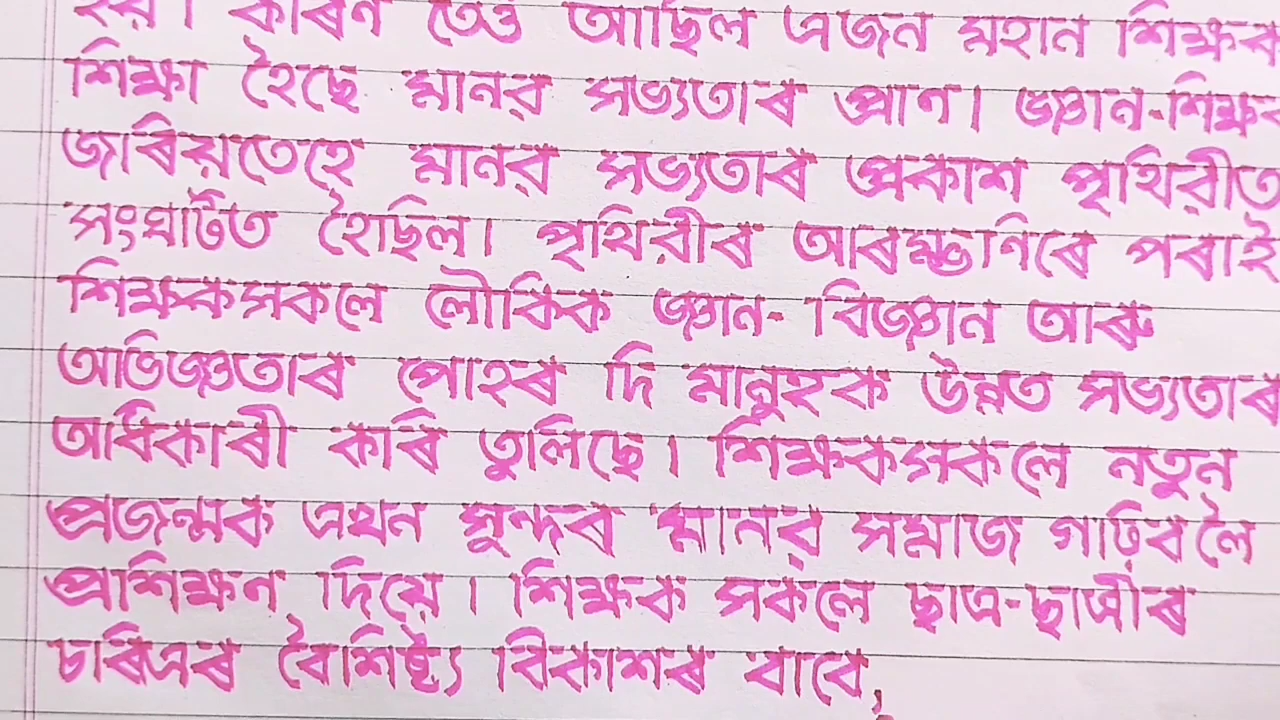 হয়। কাৰণ তেওঁ আছিল এজন মহান শিক্ষক
শিক্ষা হৈছে মানৱ সভ্যতাৰ প্ৰাণ। জ্ঞান-শিক্ষা
জৰিয়তেহে মানৱ সভ্যতাৰ প্ৰকাশ পৃথিৱীত
সংঘটিত হৈছিল। পৃথিৱীৰ আৰম্ভণিৰে পৰাই
শিক্ষকসকলে লৌকিক জ্ঞান-বিজ্ঞান আৰু
অভিজ্ঞতাৰ পোহৰ দি মানুহক উন্নত সভ্যতাৰ
অধিকাৰী কৰি তুলিছে। শিক্ষকসকলে নতুন
প্ৰজন্মক এখন সুন্দৰ মানৱ সমাজ গঢ়িবলৈ
প্ৰশিক্ষণ দিয়ে। শিক্ষক সকলে ছাত্ৰ-ছাত্ৰীৰ
চৰিত্ৰৰ বৈশিষ্ট্য বিকাশৰ বাবে,